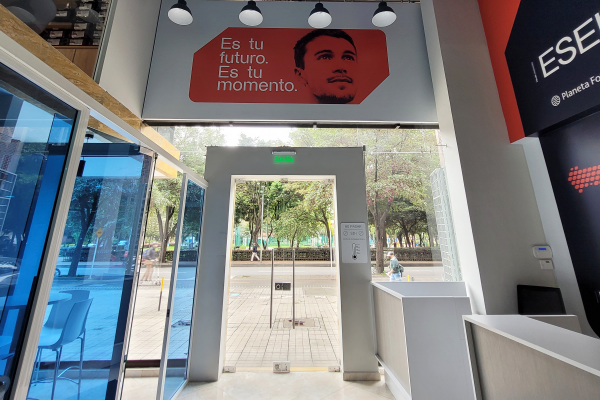 Es tu
futuro.
Es tu
momento.
ESE
Planeta Fo